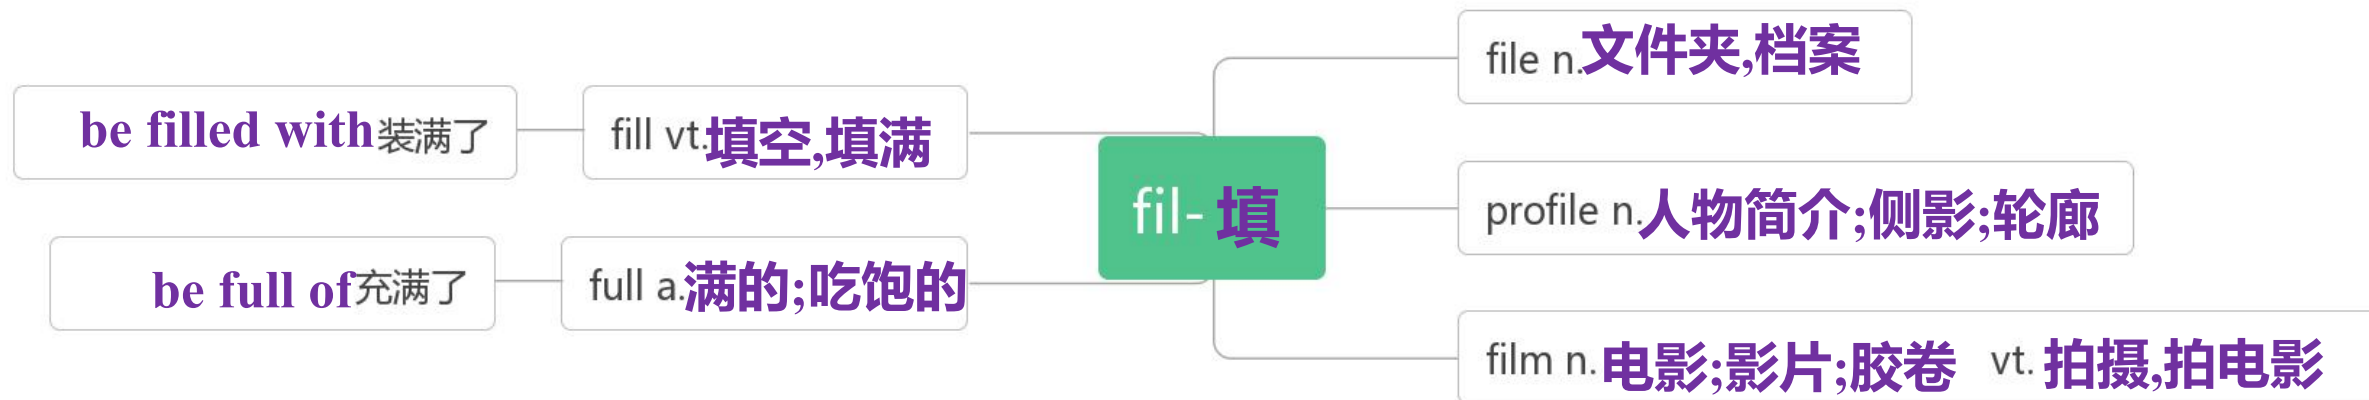 be filled with装满了
fill vt.填空,填满
be full of充满了
full a.满的;吃饱的
fil- 填
file n.文件夹,档案
profile n.人物简介;侧影;轮廊
film n.电影;影片;胶卷 vt. 拍摄,拍电影